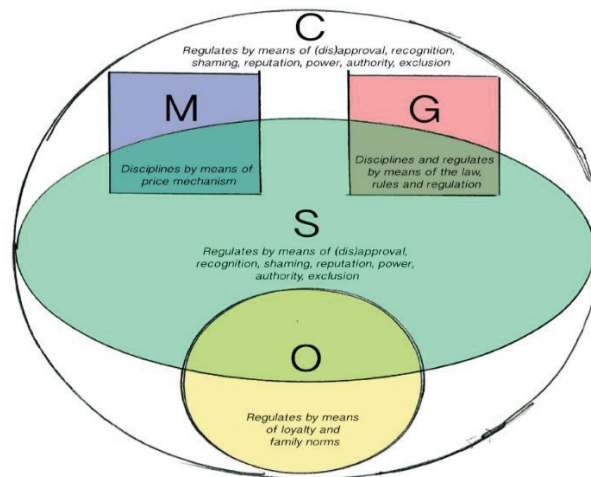 C
Regulates by means of (dis)approval, recognition,
shaming, reputation, power, authority, exclusion
M
G
Disciplines by means of
price mechanism
Disciplines and regulates
by means of the law,
rules and regulation
S
Regulates by means of (dis)approval,
recognition, shaming, reputation, power,
authority, exclusion
O
Regulates by means
of loyalty and
family norms